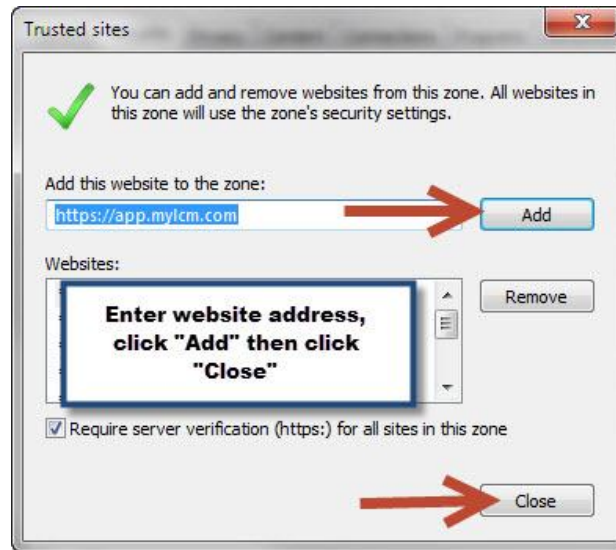 Trusted sites
You can add and remove websites from this zone. All websites in
this zone will use the zone's security settings.
Add this website to the zone:
https://app.mylcm.com
Add
Websites:
Remove
Enter website address,
click "Add" then click
"Close"
Require server verification (https:) for all sites in this zone
Close